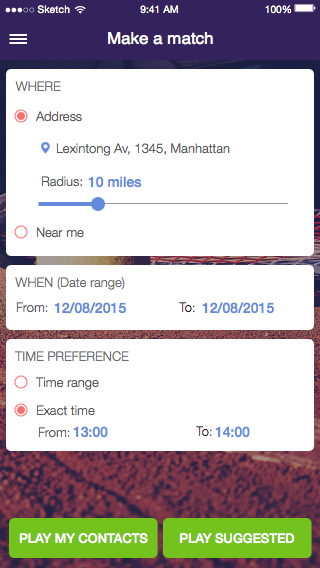 Sketch 9:41 AM 100%
Make a match
WHERE
Address
Lexintong Av, 1345, Manhattan
Radius: 10 miles
Near me
WHEN (Date range)
From: 12/08/2015 To: 12/08/2015
TIME PREFERENCE
Time range
Exact time
From: 13:00 To: 14:00
PLAY MY CONTACTS PLAY SUGGESTED